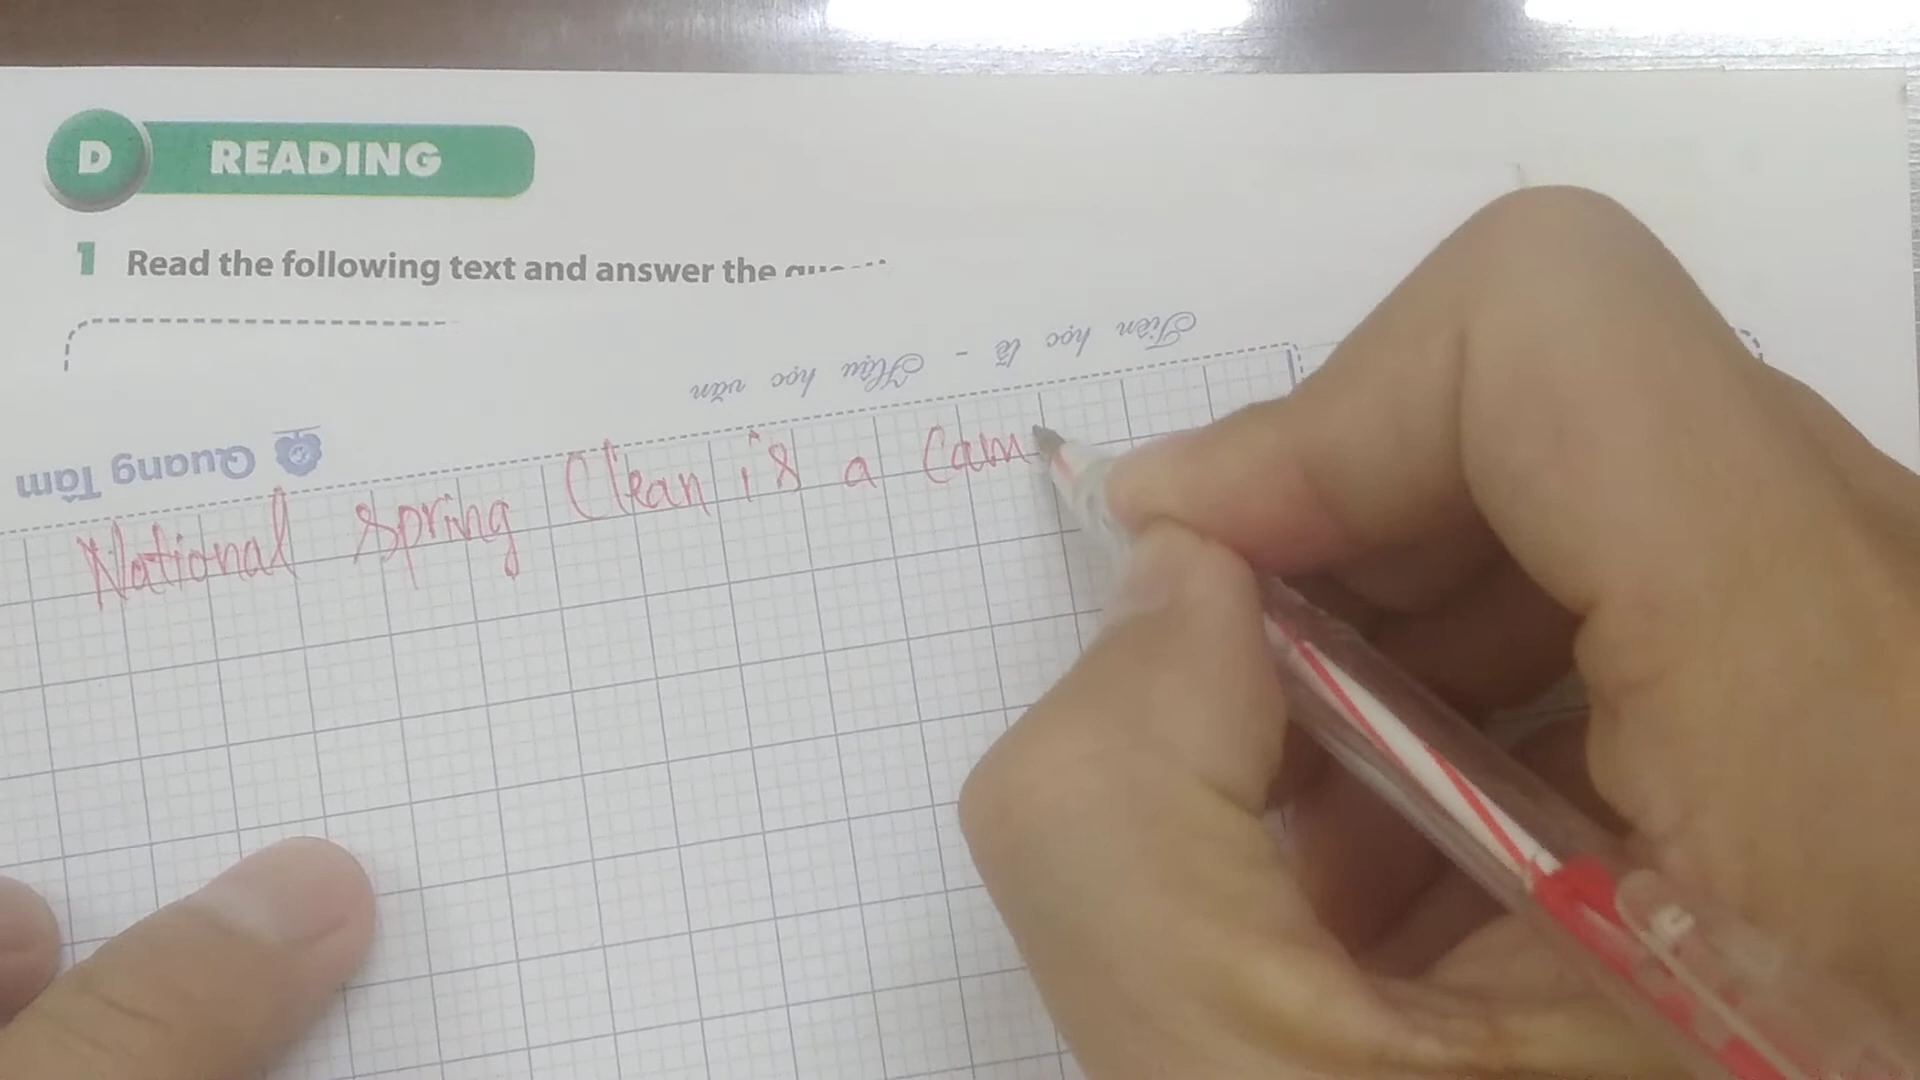 D READING
1 Read the following text and answer the
Tiên học lễ - Hậu học văn
Quang Tâm
National Spring Clean is a Cam